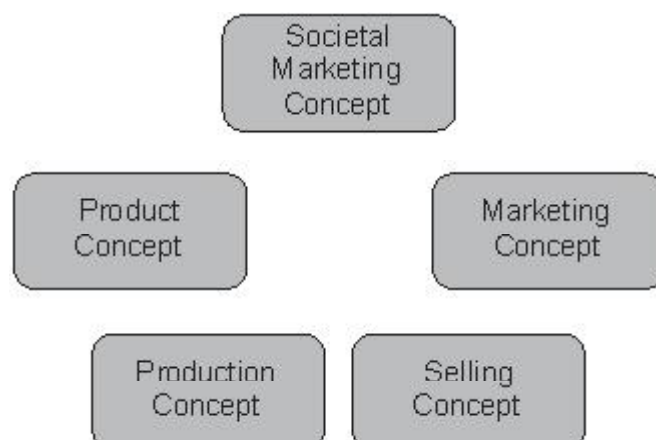 Societal
Marketing
Concept
Product
Concept
Marketing
Concept
Production
Concept
Selling
Concept